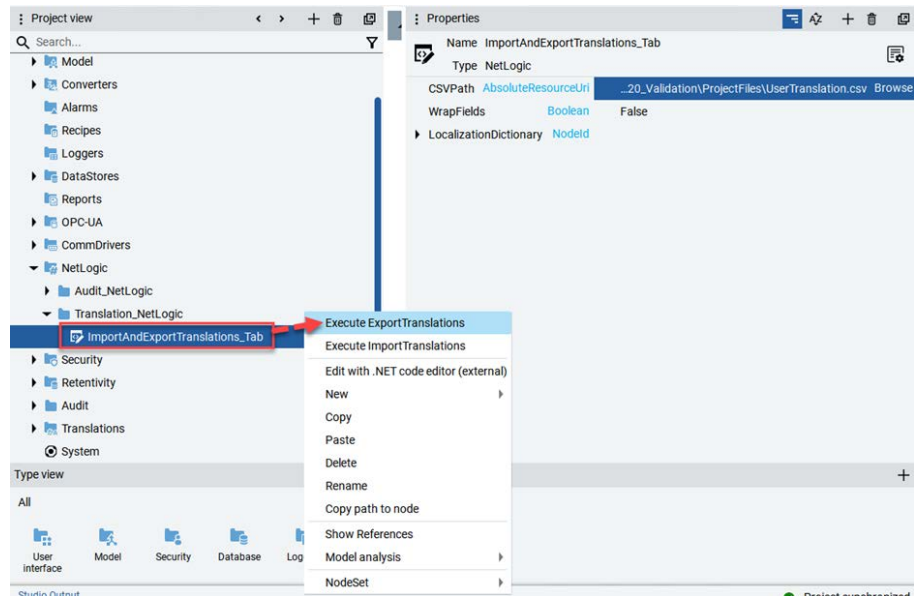 Project view
Search...
Model
Converters
Alarms
Recipes
Loggers
DataStores
Reports
OPC-UA
CommDrivers
NetLogic
Audit_NetLogic
Translation_NetLogic
ImportAndExportTranslations_Tab
Security
Retentivity
Audit
Translations
System
Execute ExportTranslations
Execute ImportTranslations
Edit with .NET code editor (external)
New
Copy
Paste
Delete
Rename
Copy path to node
Show References
Model analysis
NodeSet
Properties
Name ImportAndExportTranslations_Tab
Type NetLogic
CSVPath AbsoluteResourceUri ...20_Validation\ProjectFiles\UserTranslation.csv Browse
WrapFields Boolean False
LocalizationDictionary NodeId
Type view
All
User interface
Model
Security
Database
Log
Studio Output
Project synchronized